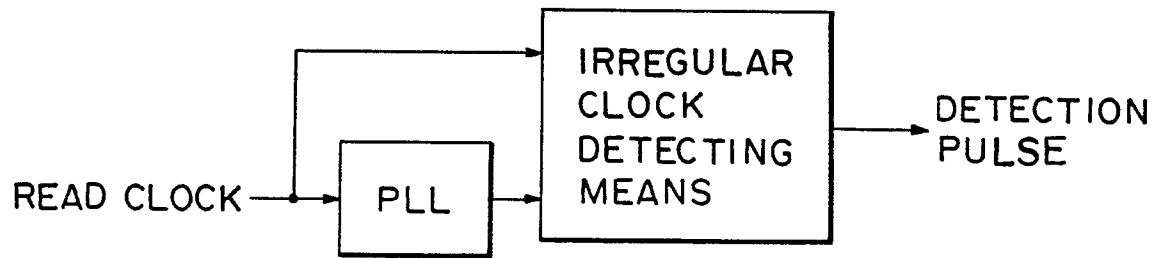 READ CLOCK
PLL
IRREGULAR
CLOCK
DETECTING
MEANS
DETECTION
PULSE